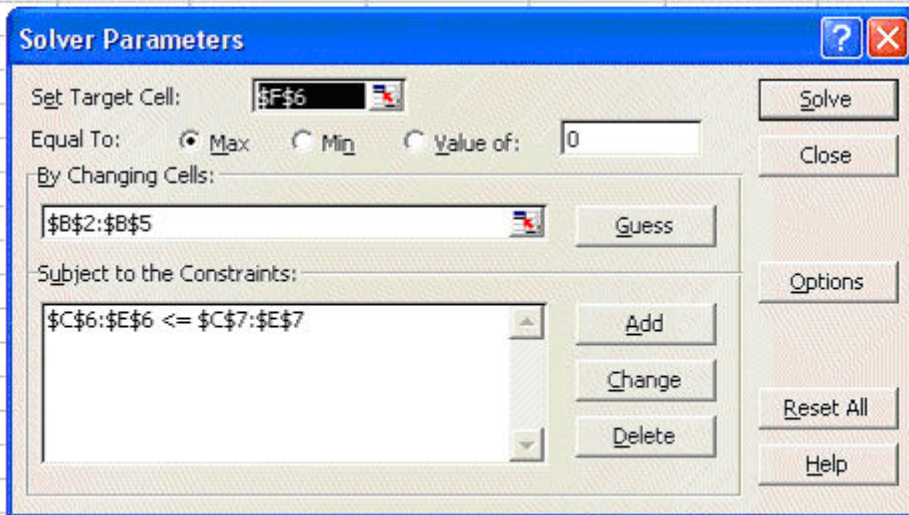 Solver Parameters
?
Set Target Cell: $F$6
Solve
Equal To: Max Min Value of: 0
Close
By Changing Cells:
$B$2:$B$5
Guess
Subject to the Constraints:
Options
$C$6:$E$6 <= $C$7:$E$7
Add
Change
Reset All
Delete
Help